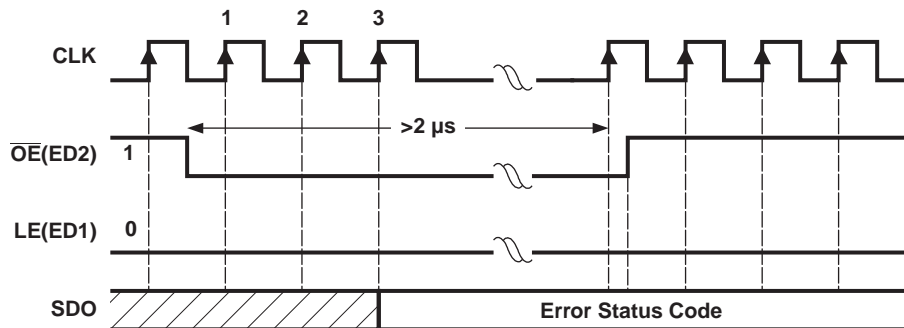 1 2 3
CLK
>2 µs
OE(ED2) 1
LE(ED1) 0
SDO Error Status Code